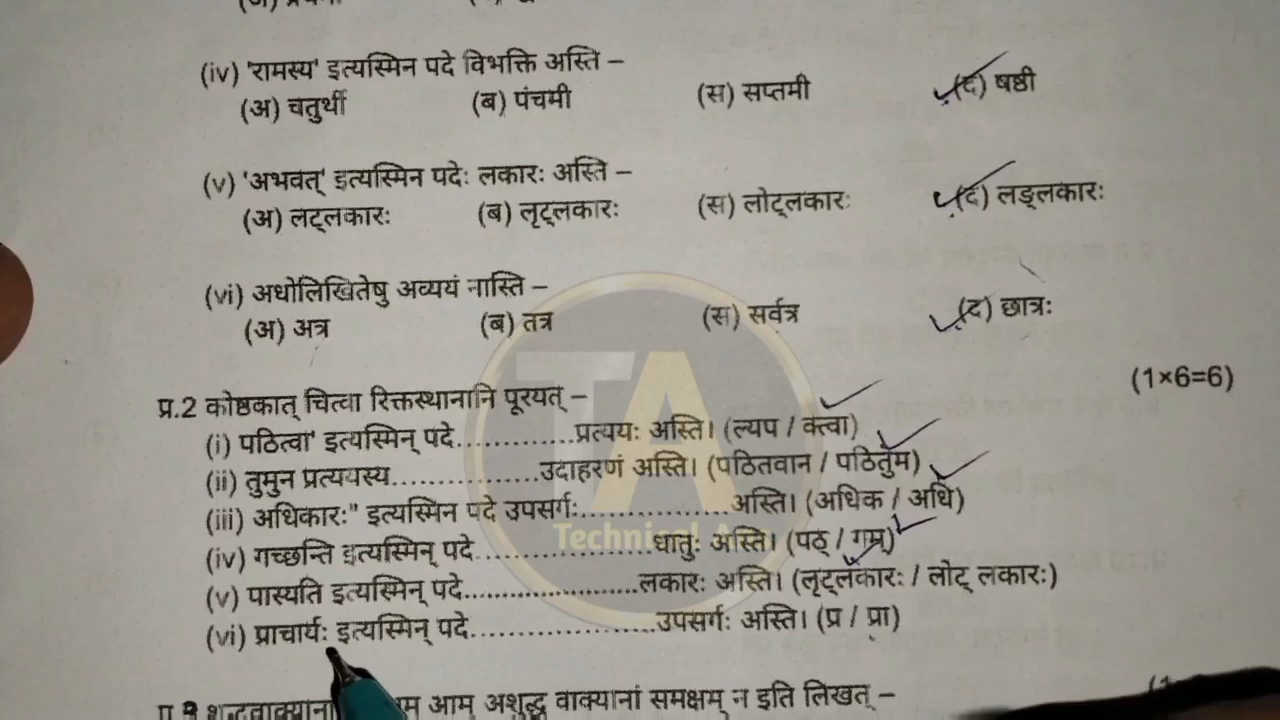 (iv) 'रामस्य' इत्यस्मिन पदे विभक्ति अस्ति –
(अ) चतुर्थी (ब) पंचमी (स) सप्तमी (द) षष्ठी
(v) 'अभवत्' इत्यस्मिन पदेः लकारः अस्ति –
(अ) लट्लकारः (ब) लृट्लकारः (स) लोट्लकारः (द) लङ्लकारः
(vi) अधोलिखितेषु अव्ययं नास्ति –
(अ) अत्र (ब) तत्र (स) सर्वत्र (द) छात्रः
प्र.2 कोष्ठकात् चित्वा रिक्तस्थानानि पूरयत् – (1×6=6)
(i) पठित्वा' इत्यस्मिन् पदे.............प्रत्ययः अस्ति। (ल्यप / क्त्वा)
(ii) तुमुन प्रत्ययस्य................उदाहरणं अस्ति। (पठितवान / पठितुम)
(iii) अधिकारः" इत्यस्मिन पदे उपसर्गः.................अस्ति। (अधिक / अधि)
(iv) गच्छन्ति इत्यस्मिन् पदे....................धातुः अस्ति। (पठ् / गम्)
(v) पास्यति इत्यस्मिन् पदे.......................लकारः अस्ति। (लृट्लकारः / लोट् लकारः)
(vi) प्राचार्यः इत्यस्मिन् पदे.....................उपसर्गः अस्ति। (प्र / प्रा)
आम् अशुद्ध वाक्यानां समक्षम् न इति लिखत् –
TA